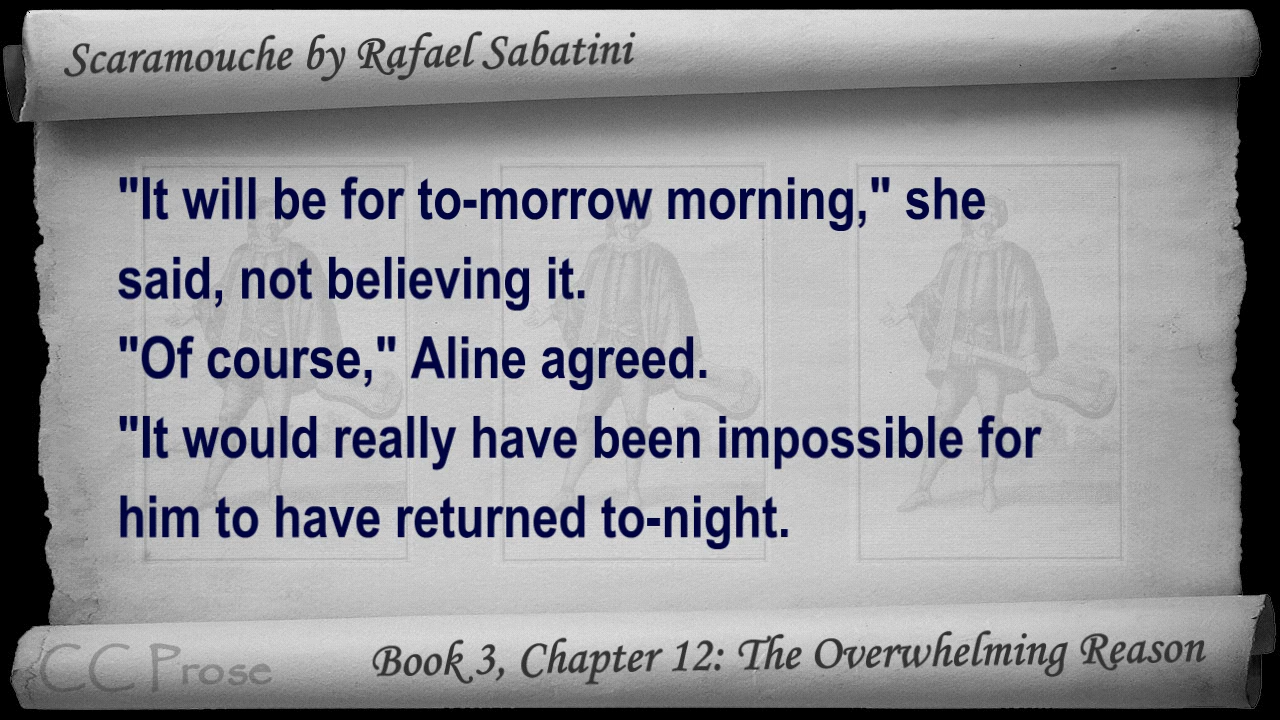 Scaramouche by Rafael Sabatini
"It will be for to-morrow morning," she
said, not believing it.
"Of course," Aline agreed.
"It would really have been impossible for
him to have returned to-night.
CC Prose
Book 3, Chapter 12: The Overwhelming Reason